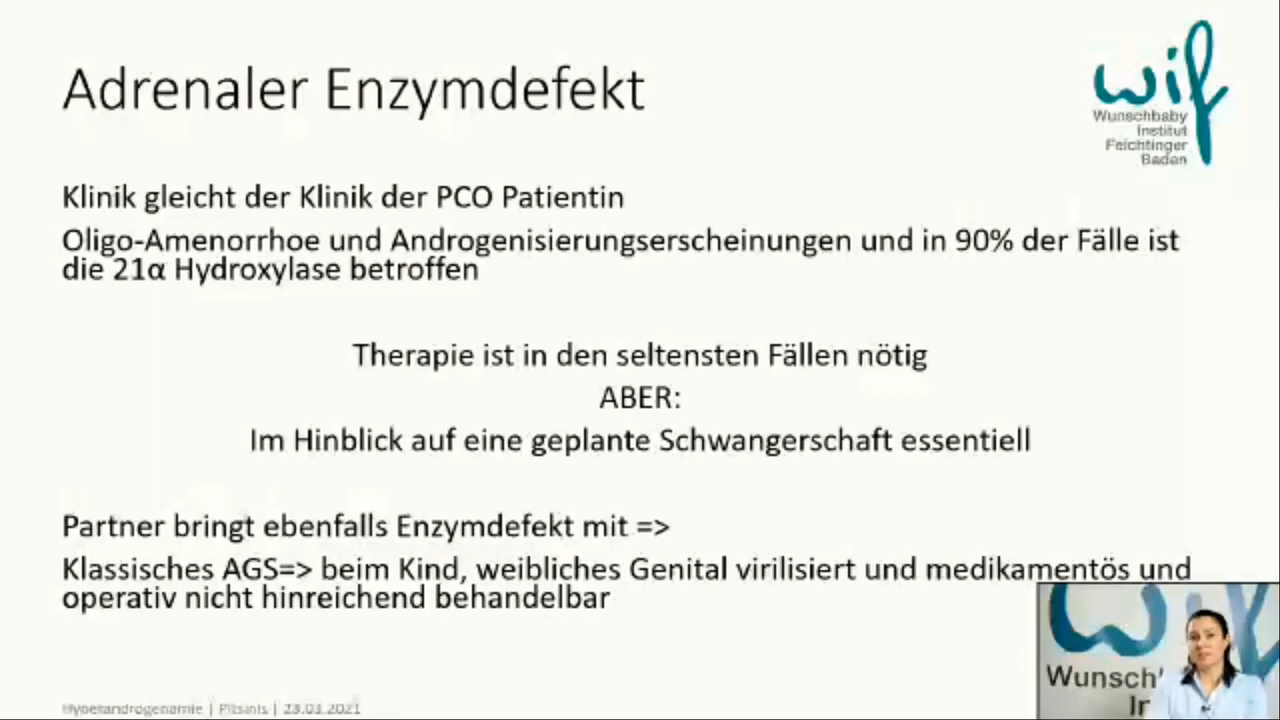 Adrenaler Enzymdefekt
wif
Wunschbaby
Institut
Feichtinger
Baden
Klinik gleicht der Klinik der PCO Patientin
Oligo-Amenorrhoe und Androgenisierungserscheinungen und in 90% der Fälle ist
die 21α Hydroxylase betroffen
Therapie ist in den seltensten Fällen nötig
ABER:
Im Hinblick auf eine geplante Schwangerschaft essentiell
Partner bringt ebenfalls Enzymdefekt mit =>
Klassisches AGS=> beim Kind, weibliches Genital virilisiert und medikamentös und
operativ nicht hinreichend behandelbar
Wunsch
In
| 23.03.2021